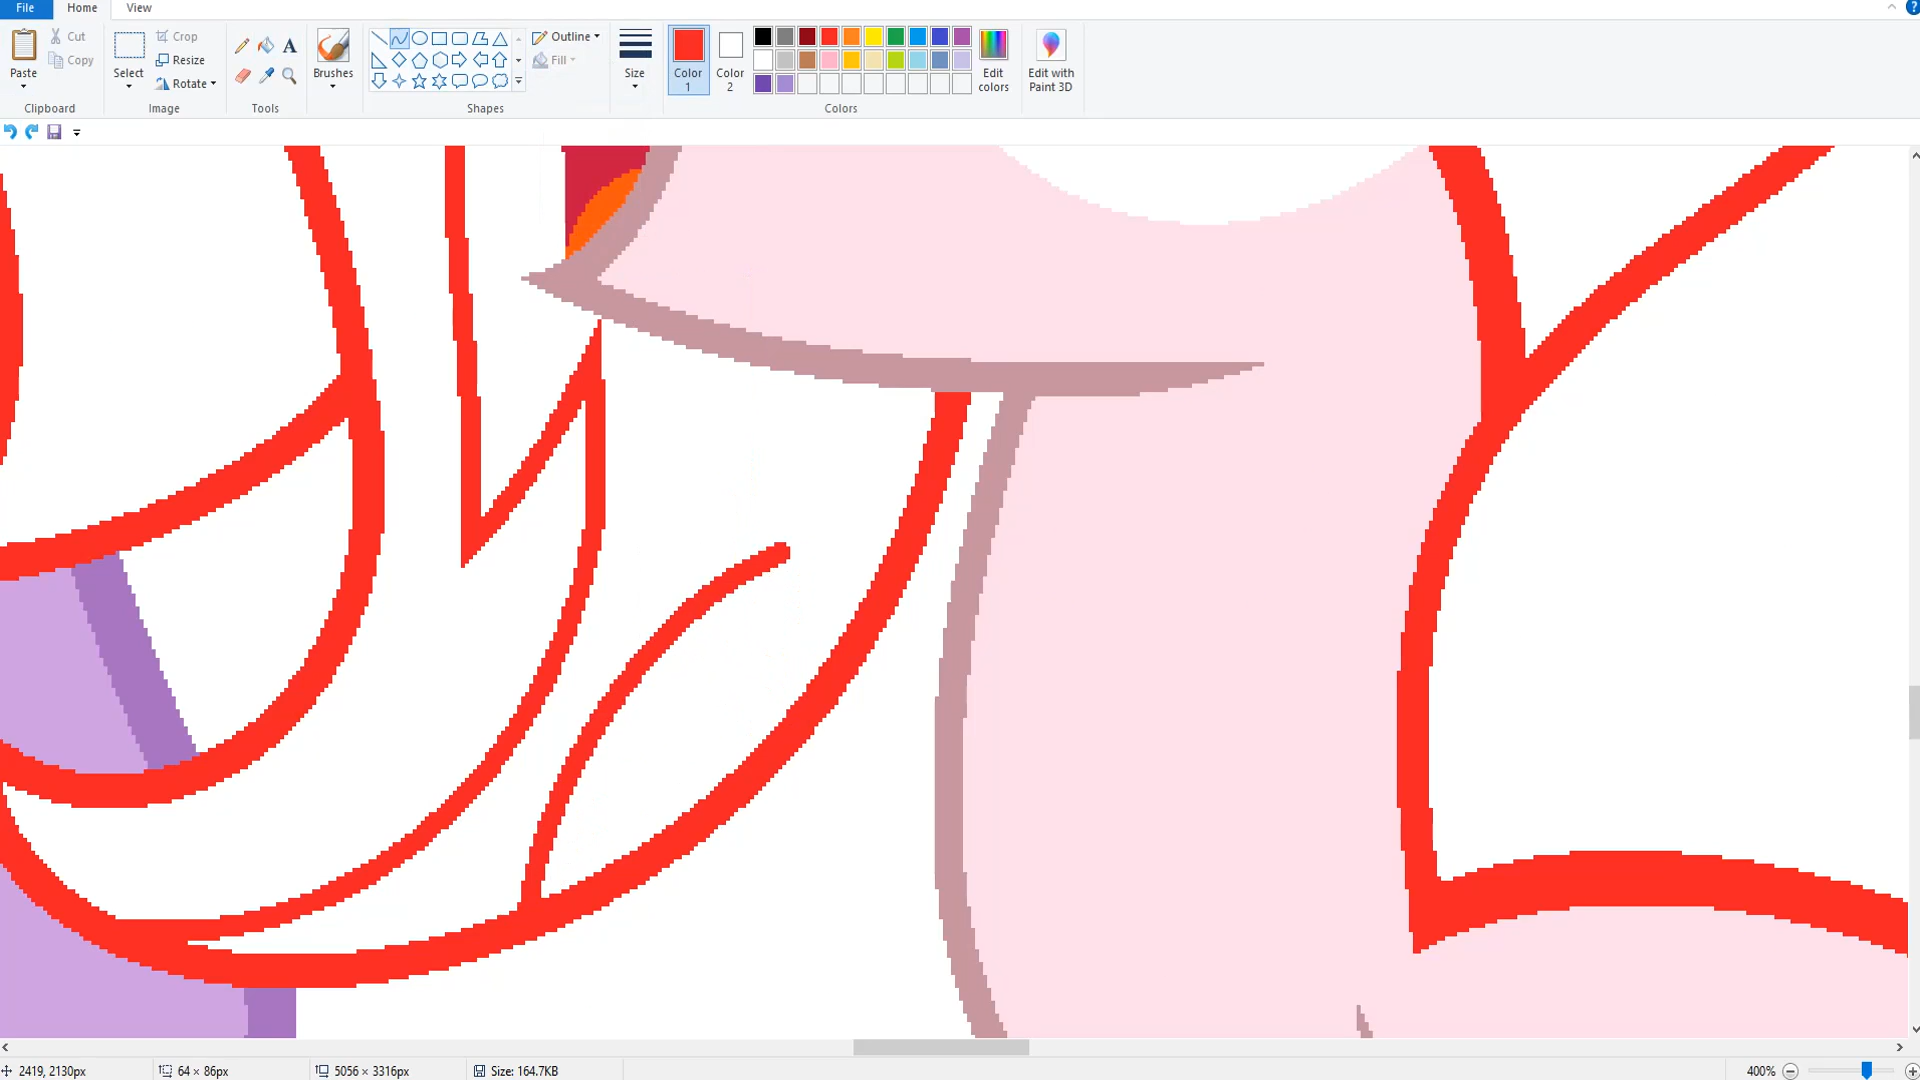 File Home View
Paste
Cut
Copy
Clipboard
Select
Crop
Resize
Rotate
Image
A
Tools
Brushes
Outline
Fill
Shapes
Size
Color
1
Color
2
Edit
colors
Colors
Edit with
Paint 3D
2419, 2130px 64 × 86px 5056 × 3316px Size: 164.7KB 400%